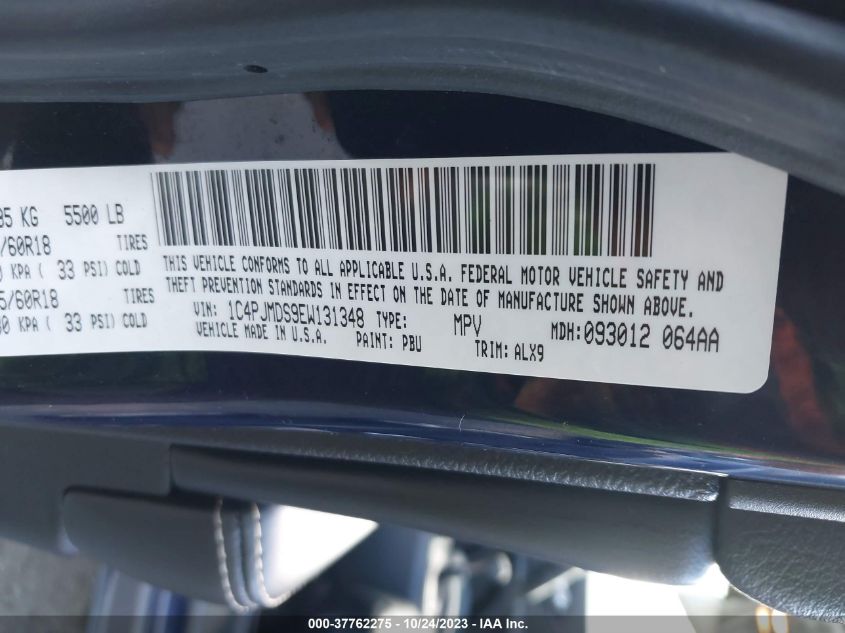 95 KG 5500 LB
/60R18 TIRES
KPA ( 33 PSI) COLD
5/60R18 TIRES
30 KPA ( 33 PSI) COLD
THIS VEHICLE CONFORMS TO ALL APPLICABLE U.S.A. FEDERAL MOTOR VEHICLE SAFETY AND
THEFT PREVENTION STANDARDS IN EFFECT ON THE DATE OF MANUFACTURE SHOWN ABOVE.
VIN: 1C4PJMDS9EW131348 TYPE: MPV MDH:093012 064AA
VEHICLE MADE IN U.S.A. PAINT: PBU TRIM: ALX9
000-37762275 - 10/24/2023 - IAA Inc.